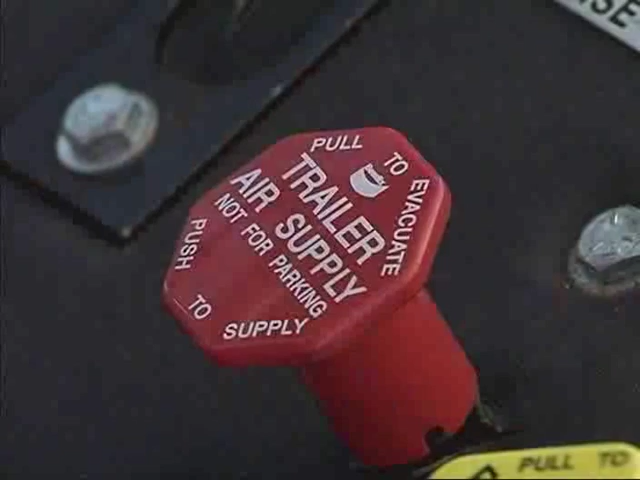 PULL TO EVACUATE
TRAILER
AIR SUPPLY
NOT FOR PARKING
PUSH TO SUPPLY
PULL TO